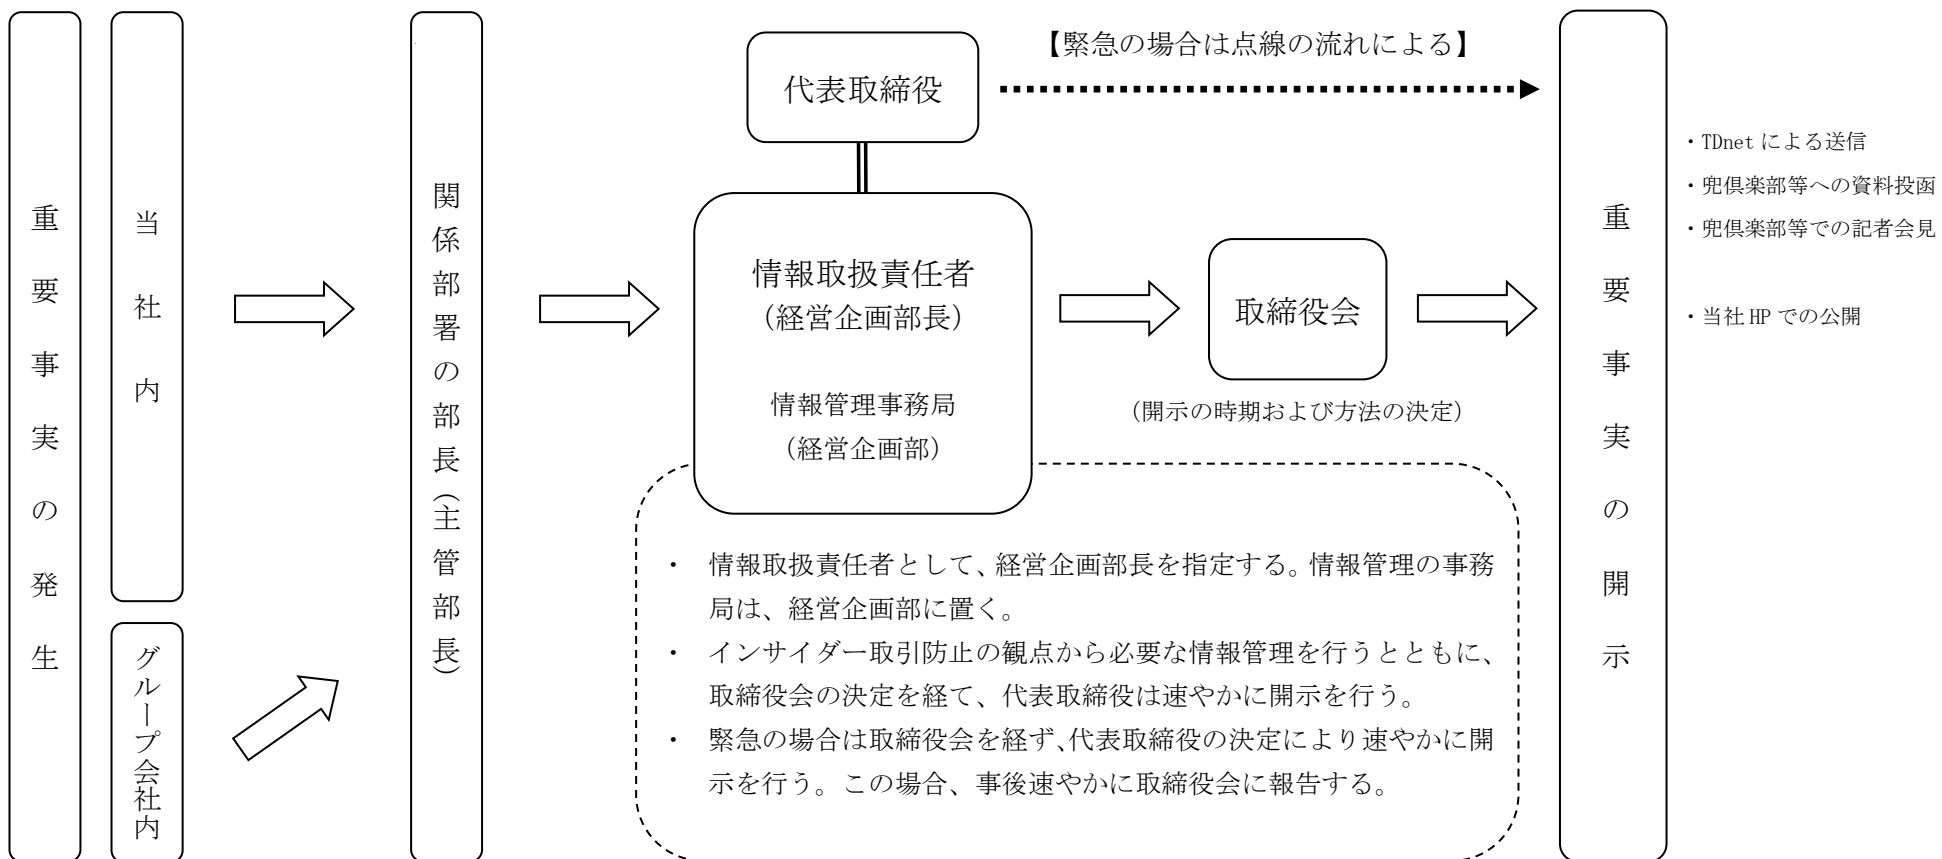 重要事実の発生
当社内
グループ会社内
関係部署の部長(主管部長)
代表取締役
【緊急の場合は点線の流れによる】
情報取扱責任者
（経営企画部長）
情報管理事務局
（経営企画部）
取締役会
（開示の時期および方法の決定）
・ 情報取扱責任者として、経営企画部長を指定する。情報管理の事務
局は、経営企画部に置く。
・ インサイダー取引防止の観点から必要な情報管理を行うとともに、
取締役会の決定を経て、代表取締役は速やかに開示を行う。
・ 緊急の場合は取締役会を経ず、代表取締役の決定により速やかに開
示を行う。この場合、事後速やかに取締役会に報告する。
重要事実の開示
・TDnet による送信
・兜倶楽部等への資料投函
・兜倶楽部等での記者会見
・当社 HP での公開